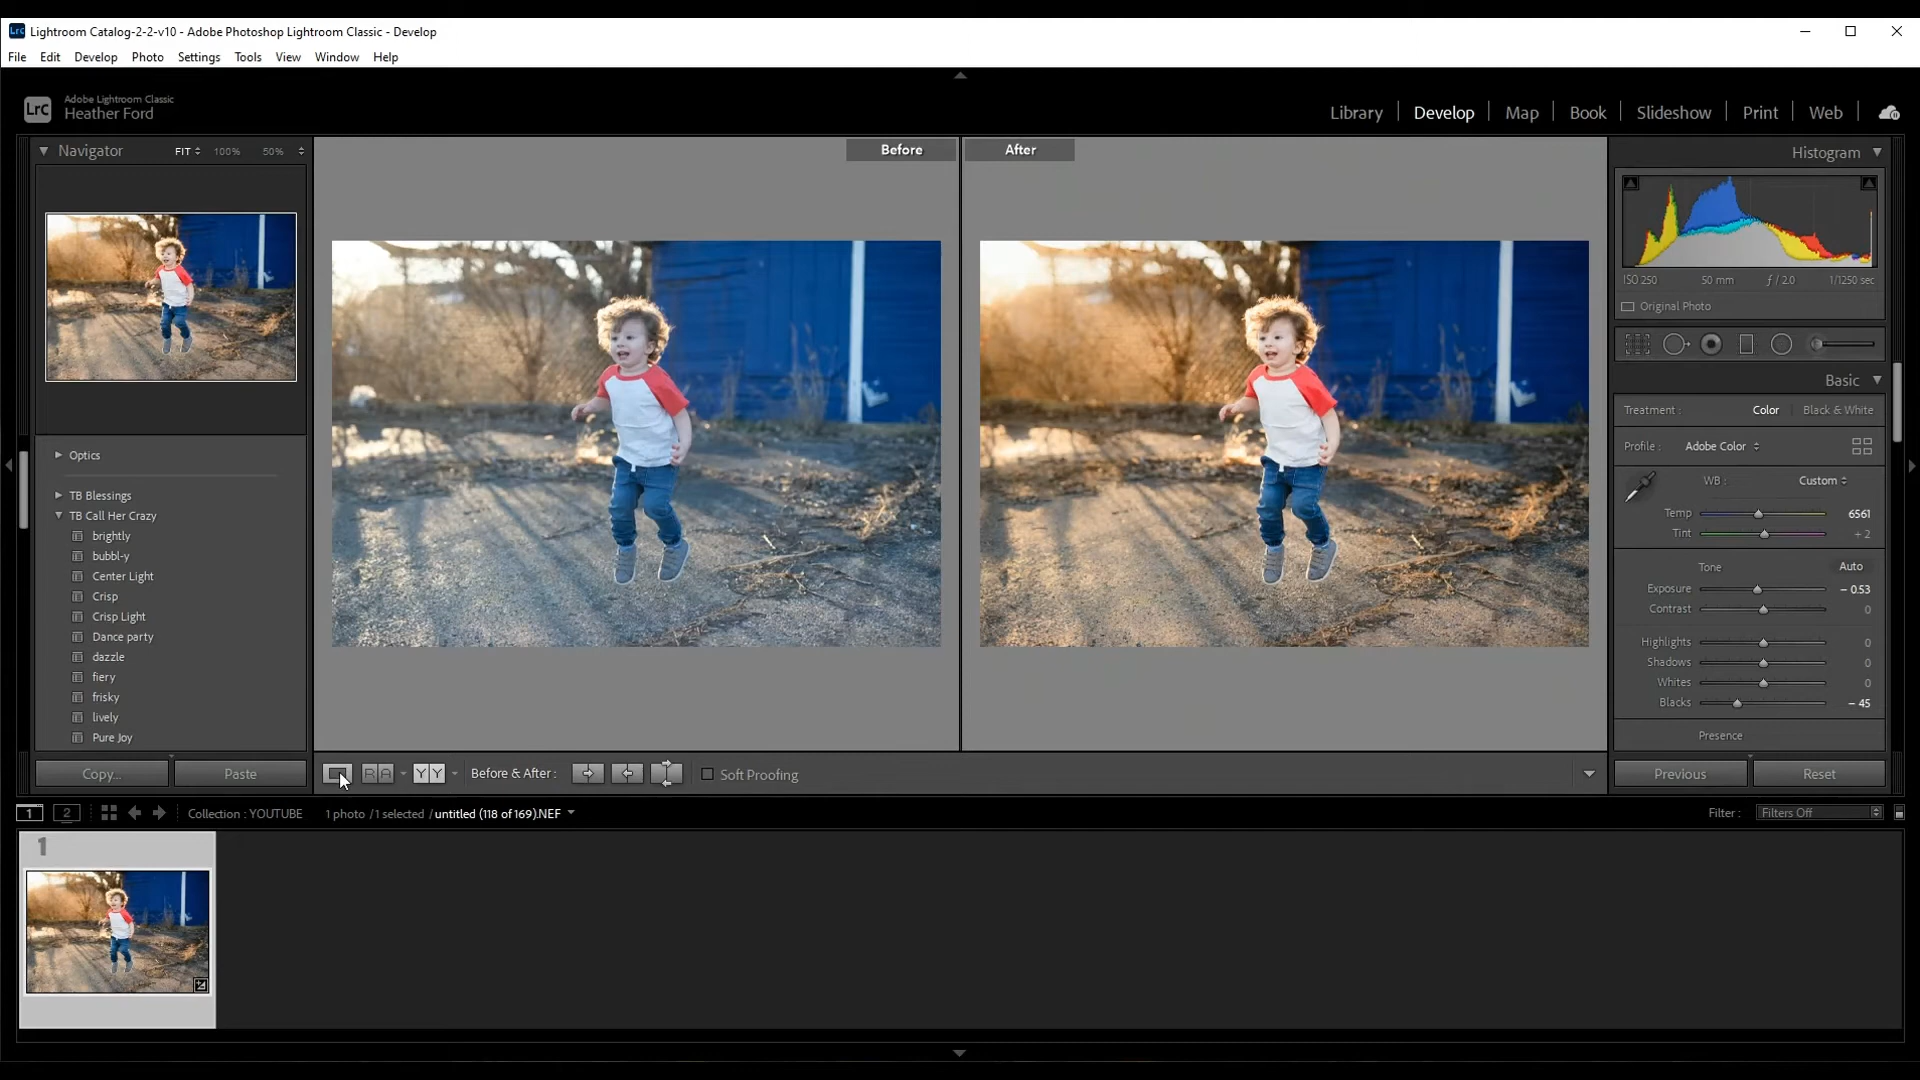 Lrc Lightroom Catalog-2-2-v10 - Adobe Photoshop Lightroom Classic - Develop
File Edit Develop Photo Settings Tools View Window Help
LrC Adobe Lightroom Classic
Heather Ford
Library Develop Map Book Slideshow Print Web
Navigator FIT 100% 50%
Before After
Histogram
ISO 250 50 mm ƒ / 2.0 1/1250 sec
Original Photo
Basic
Treatment : Color Black & White
Profile : Adobe Color
WB : Custom
Temp 6561
Tint + 2
Tone Auto
Exposure - 0.53
Contrast 0
Highlights 0
Shadows 0
Whites 0
Blacks - 45
Presence
Optics
TB Blessings
TB Call Her Crazy
brightly
bubbl-y
Center Light
Crisp
Crisp Light
Dance party
dazzle
fiery
frisky
lively
Pure Joy
Copy... Paste
R A Y Y Before & After : Soft Proofing
Previous Reset
1 2 Collection : YOUTUBE 1 photo / 1 selected / untitled (118 of 169).NEF
Filter : Filters Off
1